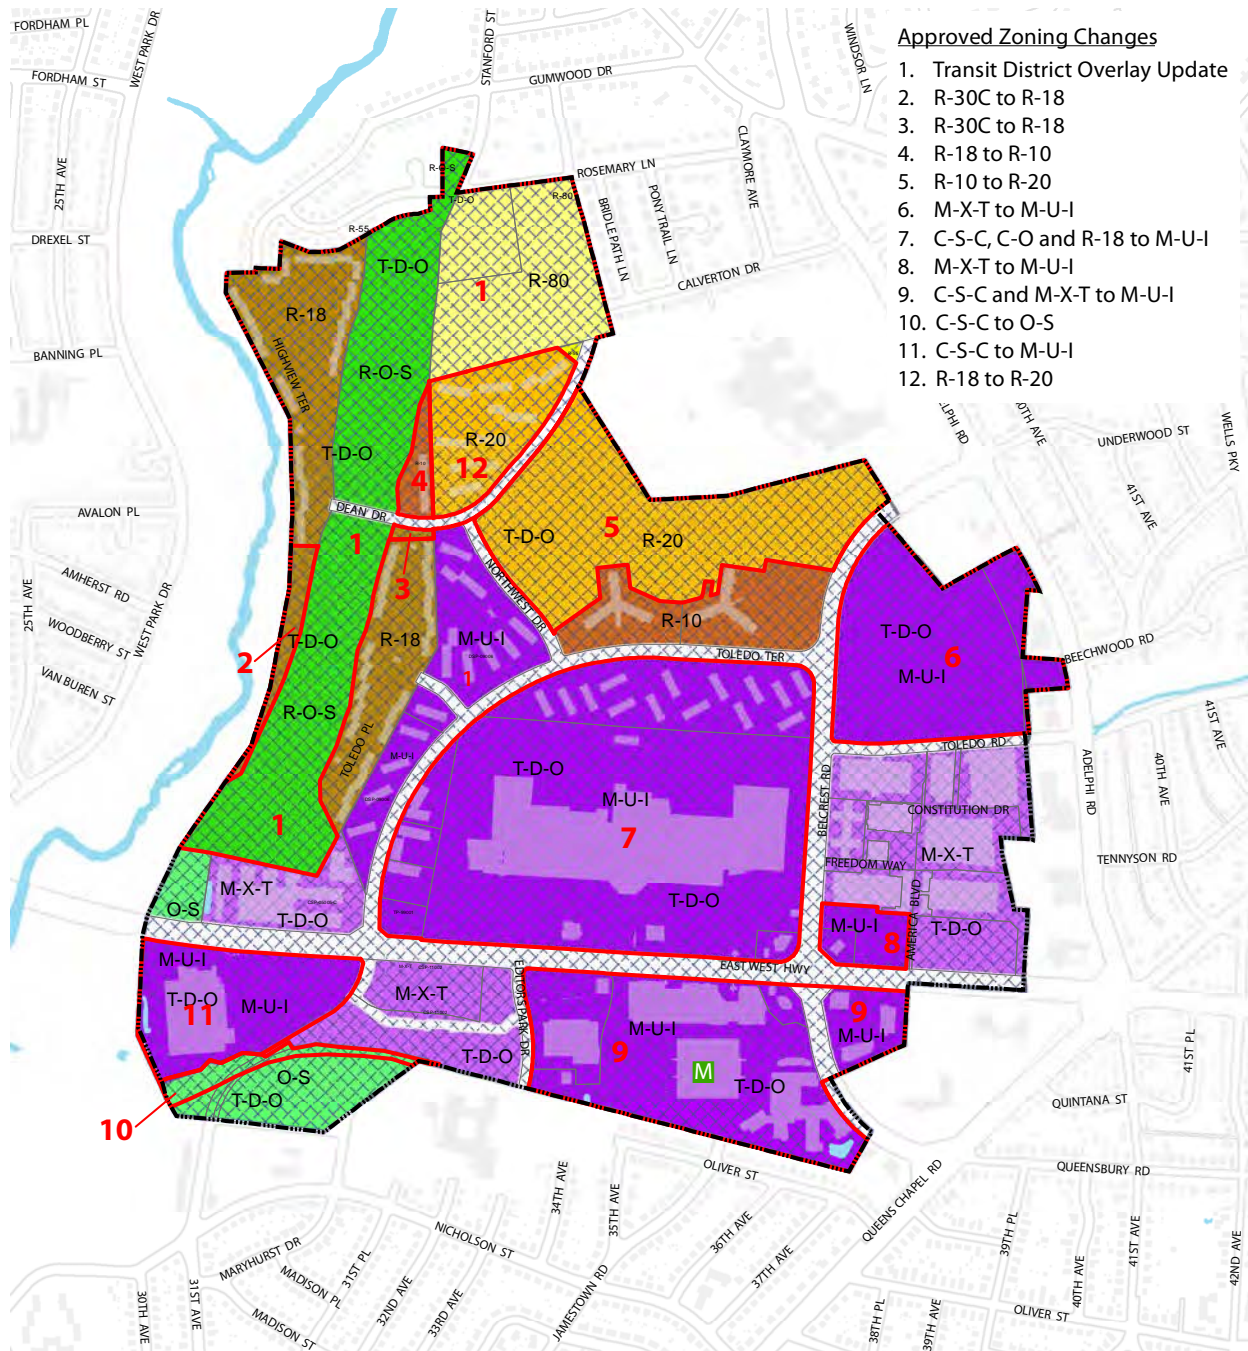 Approved Zoning Changes
1. Transit District Overlay Update
2. R-30C to R-18
3. R-30C to R-18
4. R-18 to R-10
5. R-10 to R-20
6. M-X-T to M-U-I
7. C-S-C, C-O and R-18 to M-U-I
8. M-X-T to M-U-I
9. C-S-C and M-X-T to M-U-I
10. C-S-C to O-S
11. C-S-C to M-U-I
12. R-18 to R-20
FORDHAM PL
WEST PARK DR
STANFORD ST
WINDSOR LN
FORDHAM ST
GUMWOOD DR
25TH AVE
CLAYMORE AVE
R-O-S
ROSEMARY LN
T-D-O
R-80
PONY TRAIL LN
BRIDLE PATH LN
DREXEL ST
R-55
T-D-O
CALVERTON DR
R-80
1
R-18
BANNING PL
HIGHVIEW TER
R-O-S
ELPHI RD
40TH AVE
WELLS PKY
UNDERWOOD ST
R-20
T-D-O
12
4
41ST AVE
AVALON PL
DEAN DR
5
T-D-O
R-20
1
AMHERST RD
25TH AVE
WEST PARK DR
WOODBERRY ST
VAN BUREN ST
3
NORTHWEST DR
R-10
T-D-O
R-18
M-U-I
T-D-O
2
1
TOLEDO TER
6
M-U-I
BEECHWOOD RD
R-O-S
41ST AVE
TOLEDO PL
M-U-I
TOLEDO RD
ADELPHI RD
40TH AVE
T-D-O
M-U-I
BELCREST RD
CONSTITUTION DR
1
7
FREEDOM WAY
M-X-T
TENNYSON RD
M-X-T
T-D-O
AMERICA BLVD
O-S
T-D-O
M-U-I
T-D-O
8
M-U-I
EAST WEST HWY
EDITORS PARK DR
T-D-O
M-U-I
M-X-T
11
9
M-U-I
M-U-I
9
T-D-O
M
T-D-O
O-S
T-D-O
10
41ST PL
QUINTANA ST
OLIVER ST
QUEENSBURY RD
34TH AVE
35TH AVE
QUEENS CHAPEL RD
NICHOLSON ST
36TH AVE
39TH PL
41ST AVE
42ND AVE
MARYHURST DR
31ST PL
37TH AVE
40TH AVE
MADISON PL
32ND AVE
33RD AVE
JAMESTOWN RD
30TH AVE
31ST AVE
MADISON ST
38TH PL
39TH AVE
OLIVER ST